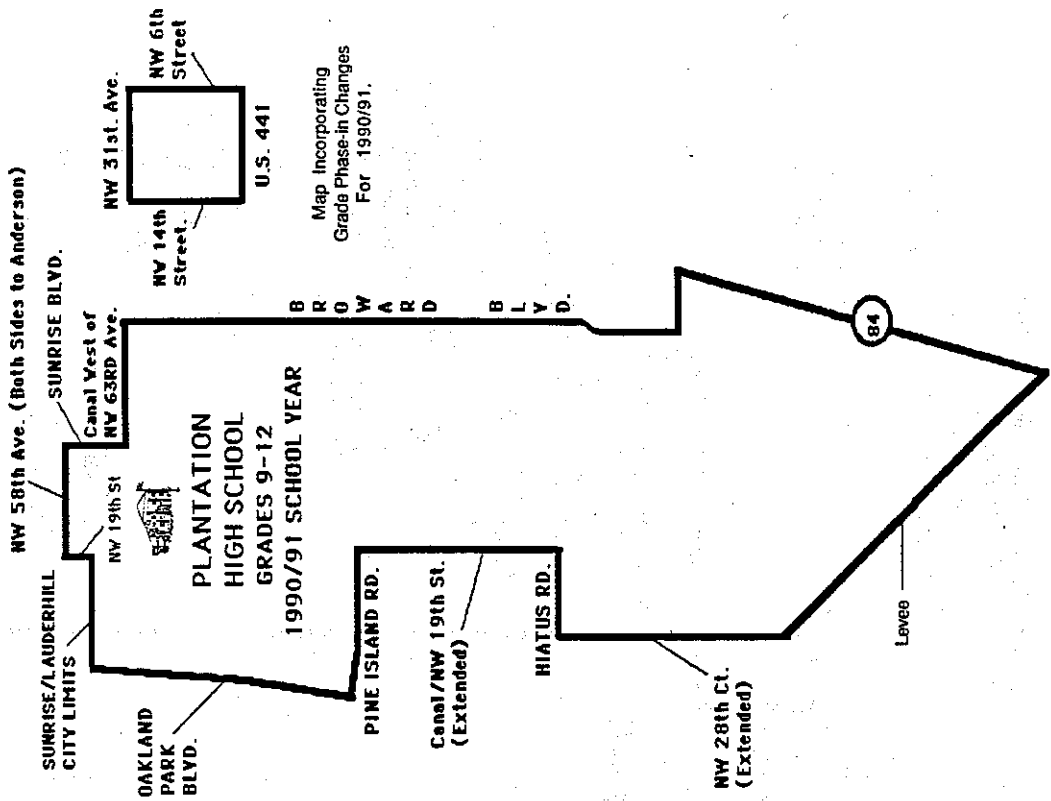 NW 58th Ave. (Both Sides to Anderson)
SUNRISE BLVD.
Canal West of
NW 63RD Ave.
NW 19th St
SUNRISE/LAUDERHILL
CITY LIMITS
OAKLAND
PARK
BLVD.
PLANTATION
HIGH SCHOOL
GRADES 9-12
1990/91 SCHOOL YEAR
BROWARD BLVD.
PINE ISLAND RD.
Canal/NW 19th St.
(Extended)
HIATUS RD.
NW 28th Ct.
(Extended)
Levee
84
NW 31st. Ave
NW 6th
Street
NW 14th
Street.
U.S. 441
Map Incorporating
Grade Phase-in Changes
For 1990/91.